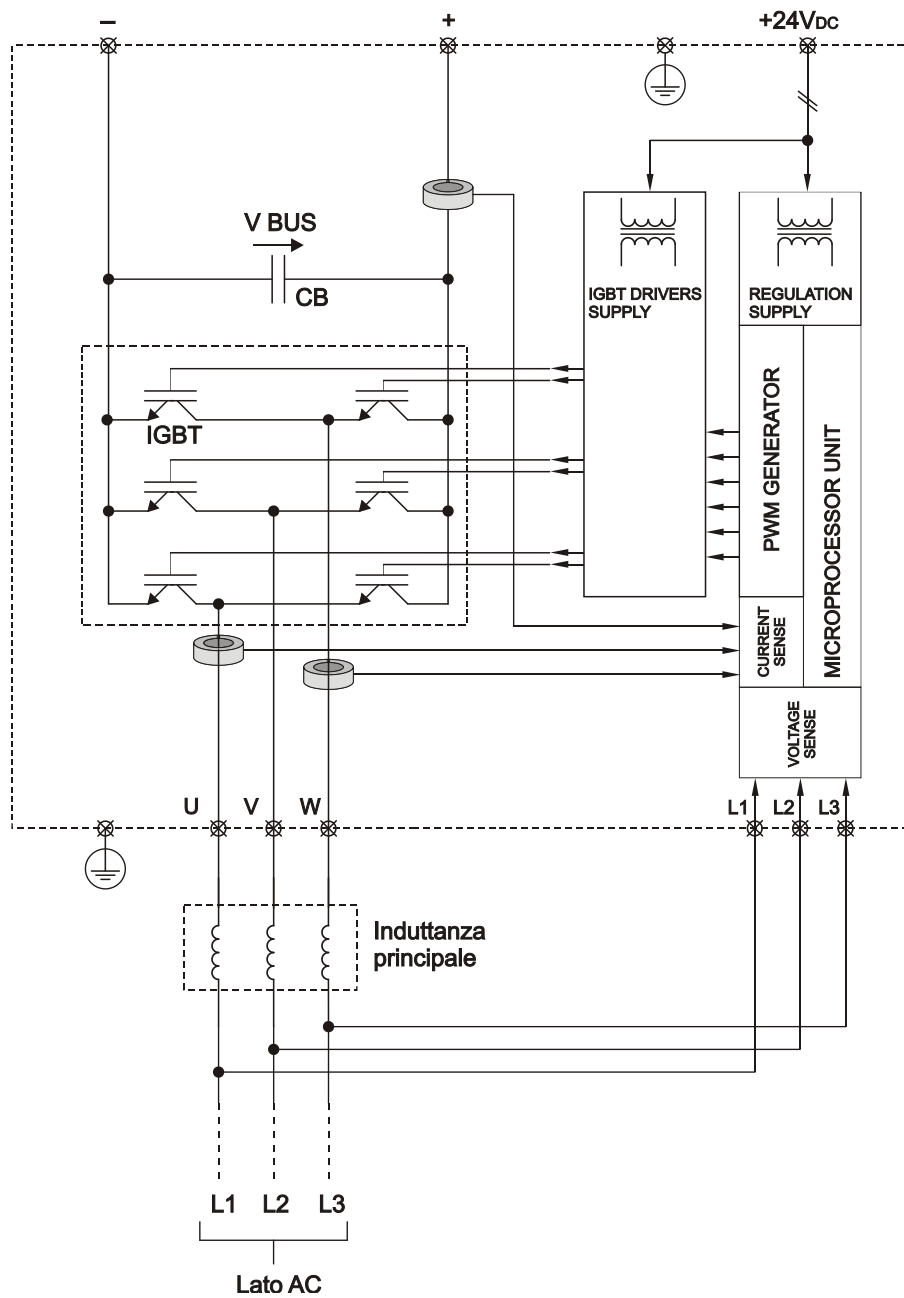 –
+
+24VDC
V BUS
CB
IGBT DRIVERS
SUPPLY
REGULATION
SUPPLY
IGBT
PWM GENERATOR
MICROPROCESSOR UNIT
CURRENT
SENSE
VOLTAGE
SENSE
U
V
W
L1
L2
L3
Induttanza
principale
L1
L2
L3
Lato AC